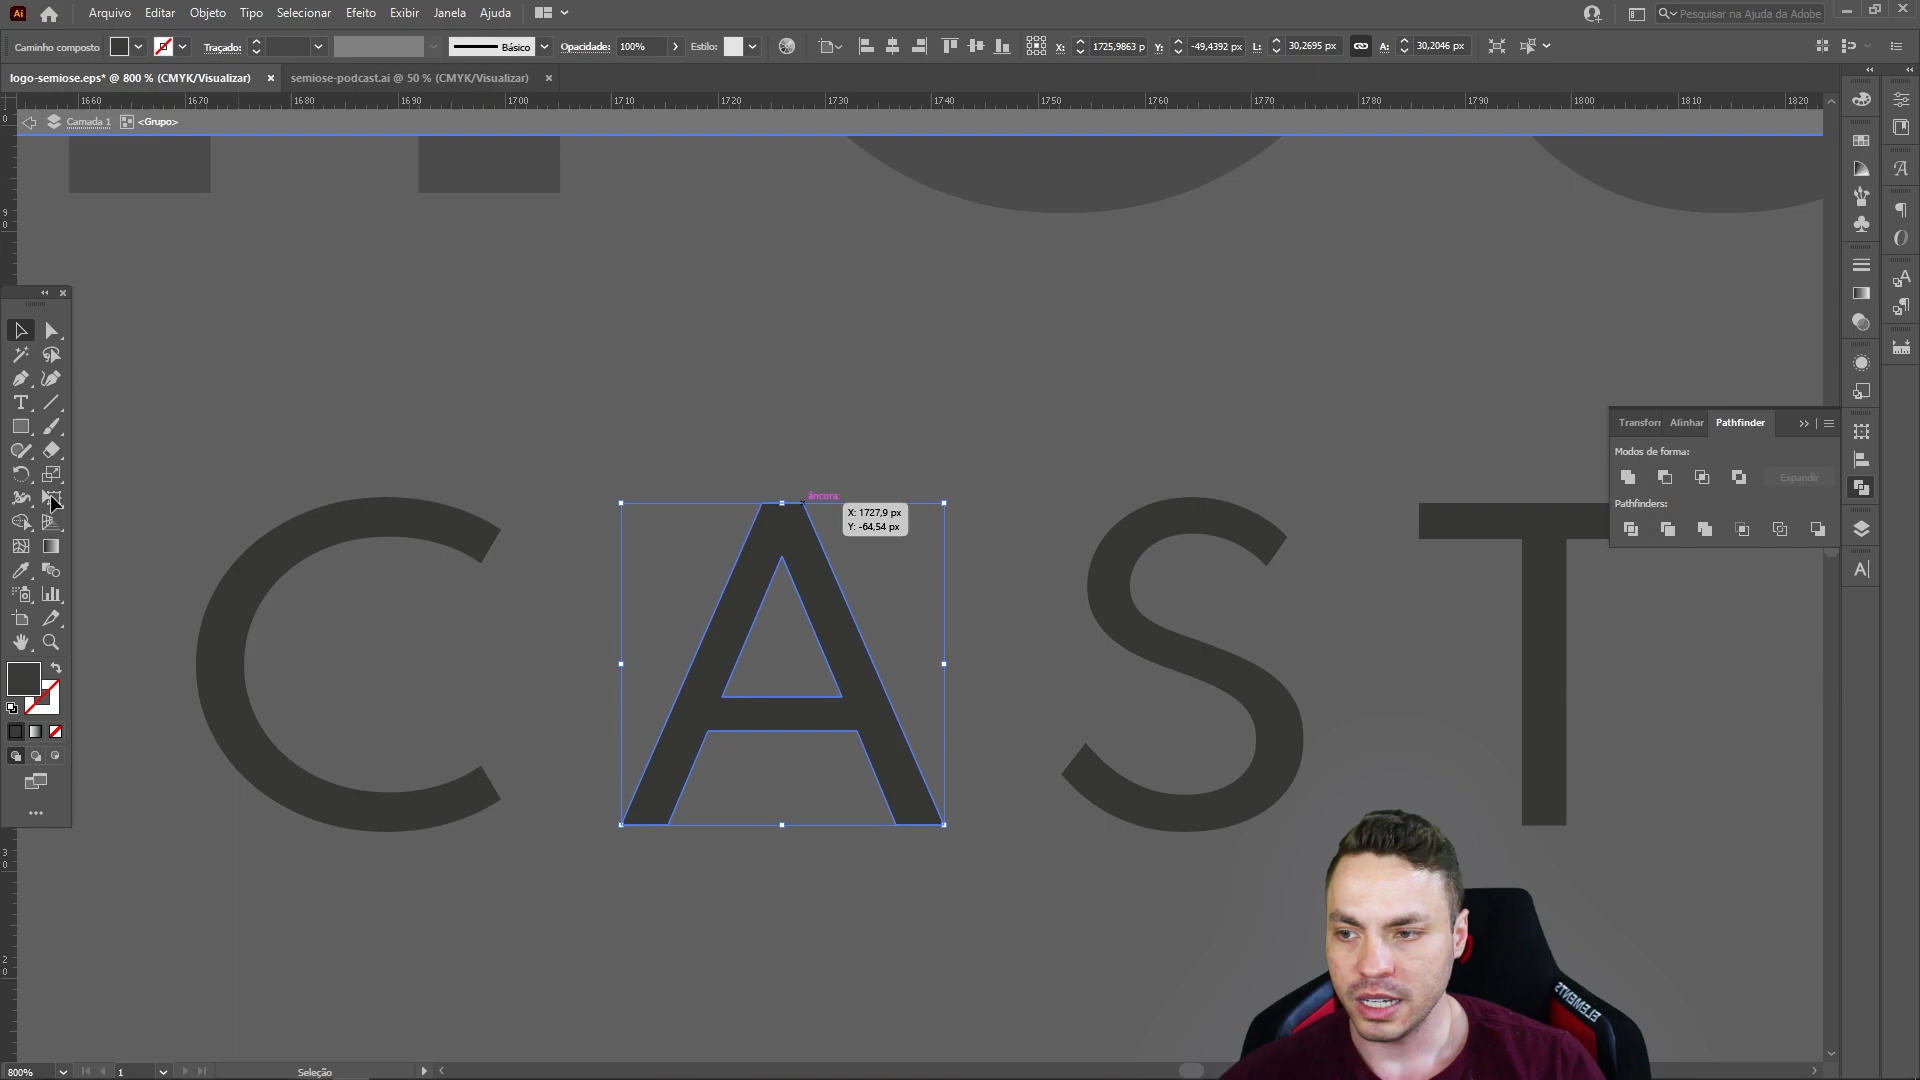 Ai Arquivo Editar Objeto Tipo Selecionar Efeito Exibir Janela Ajuda Pesquisar na Ajuda da Adobe
Caminho composto Traçado: Básico Opacidade: 100% Estilo: X: 1725,9863 p Y: -49,4392 px L: 30,2695 px A: 30,2046 px
logo-semiose.eps* @ 800 % (CMYK/Visualizar) × semiose-podcast.ai @ 50 % (CMYK/Visualizar) ×
1660 1670 1680 1690 1700 1710 1720 1730 1740 1750 1760 1770 1780 1790 1800 1810 1820
Camada 1 <Grupo>
Transforr Alinhar Pathfinder
Modos de forma:
Expandir
Pathfinders:
âncora:
X: 1727,9 px
Y: -64,54 px
CAST
ELEMENTS
800% 1 Seleção